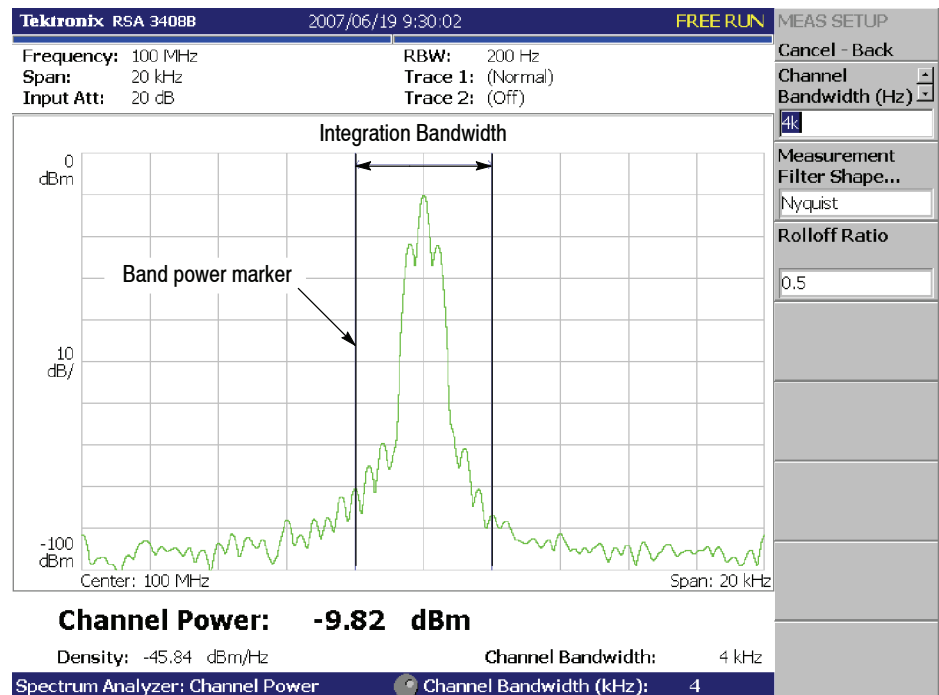 Tektronix RSA 3408B 2007/06/19 9:30:02 FREE RUN
Frequency: 100 MHz RBW: 200 Hz
Span: 20 kHz Trace 1: (Normal)
Input Att: 20 dB Trace 2: (Off)
Integration Bandwidth
0
dBm
Band power marker
10
dB/
-100
dBm
Center: 100 MHz Span: 20 kHz
Channel Power: -9.82 dBm
Density: -45.84 dBm/Hz Channel Bandwidth: 4 kHz
Spectrum Analyzer: Channel Power Channel Bandwidth (kHz): 4
MEAS SETUP
Cancel - Back
Channel
Bandwidth (Hz)
4k
Measurement
Filter Shape...
Nyquist
Rolloff Ratio
0.5